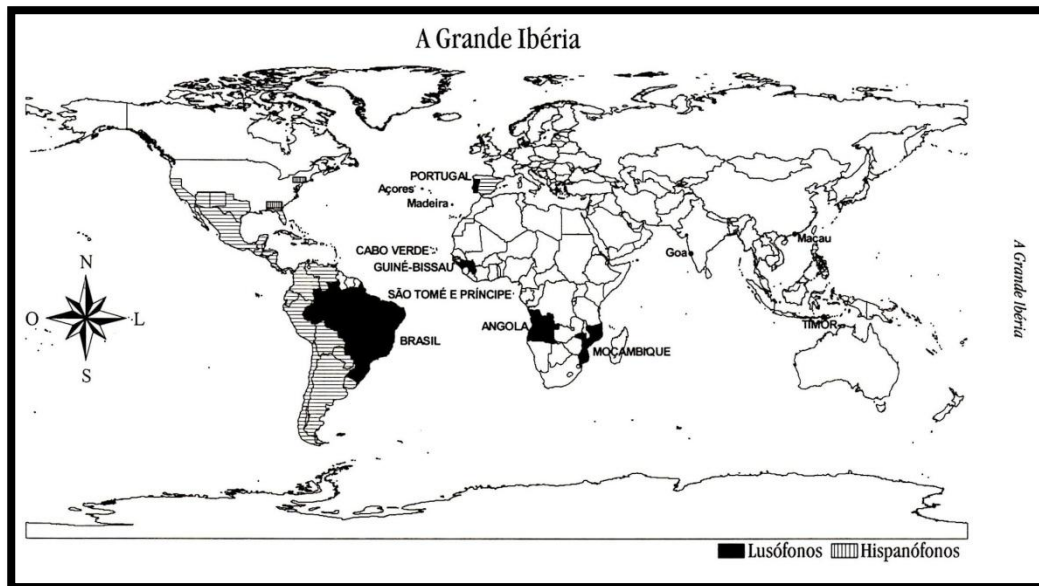 A Grande Ibéria
PORTUGAL
Açores
Madeira
CABO VERDE
GUINÉ-BISSAU
SÃO TOMÉ E PRÍNCIPE
ANGOLA
BRASIL
MOÇAMBIQUE
Goa
Macau
TIMOR
N
O
L
S
A Grande Ibéria
Lusófonos
Hispanófonos